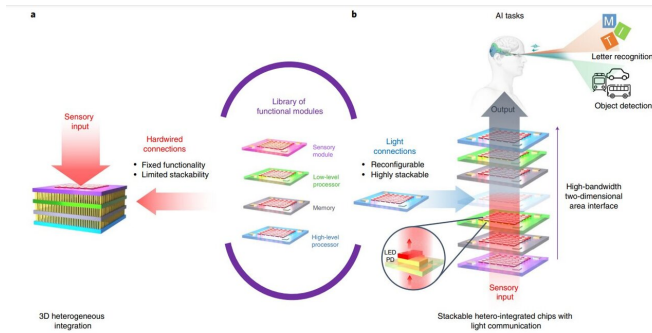 a
b
AI tasks
M
I
T
Letter recognition
Object detection
Output
Sensory
input
Hardwired
connections
• Fixed functionality
• Limited stackability
Library of
functional modules
Sensory
module
Low-level
processor
Memory
High-level
processor
Light
connections
• Reconfigurable
• Highly stackable
High-bandwidth
two-dimensional
area interface
LED
PD
Sensory
input
3D heterogeneous
integration
Stackable hetero-integrated chips with
light communication